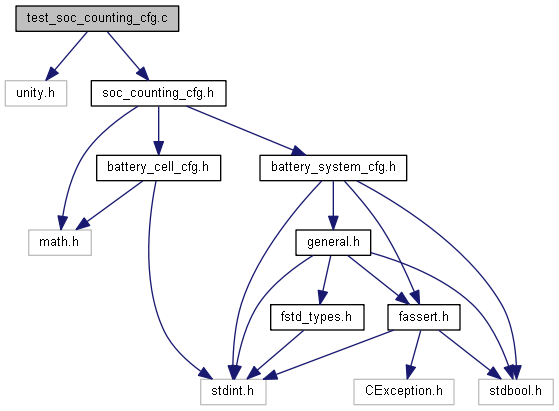 test_soc_counting_cfg.c
unity.h
soc_counting_cfg.h
battery_cell_cfg.h
battery_system_cfg.h
math.h
general.h
fstd_types.h
fassert.h
stdint.h
CException.h
stdbool.h